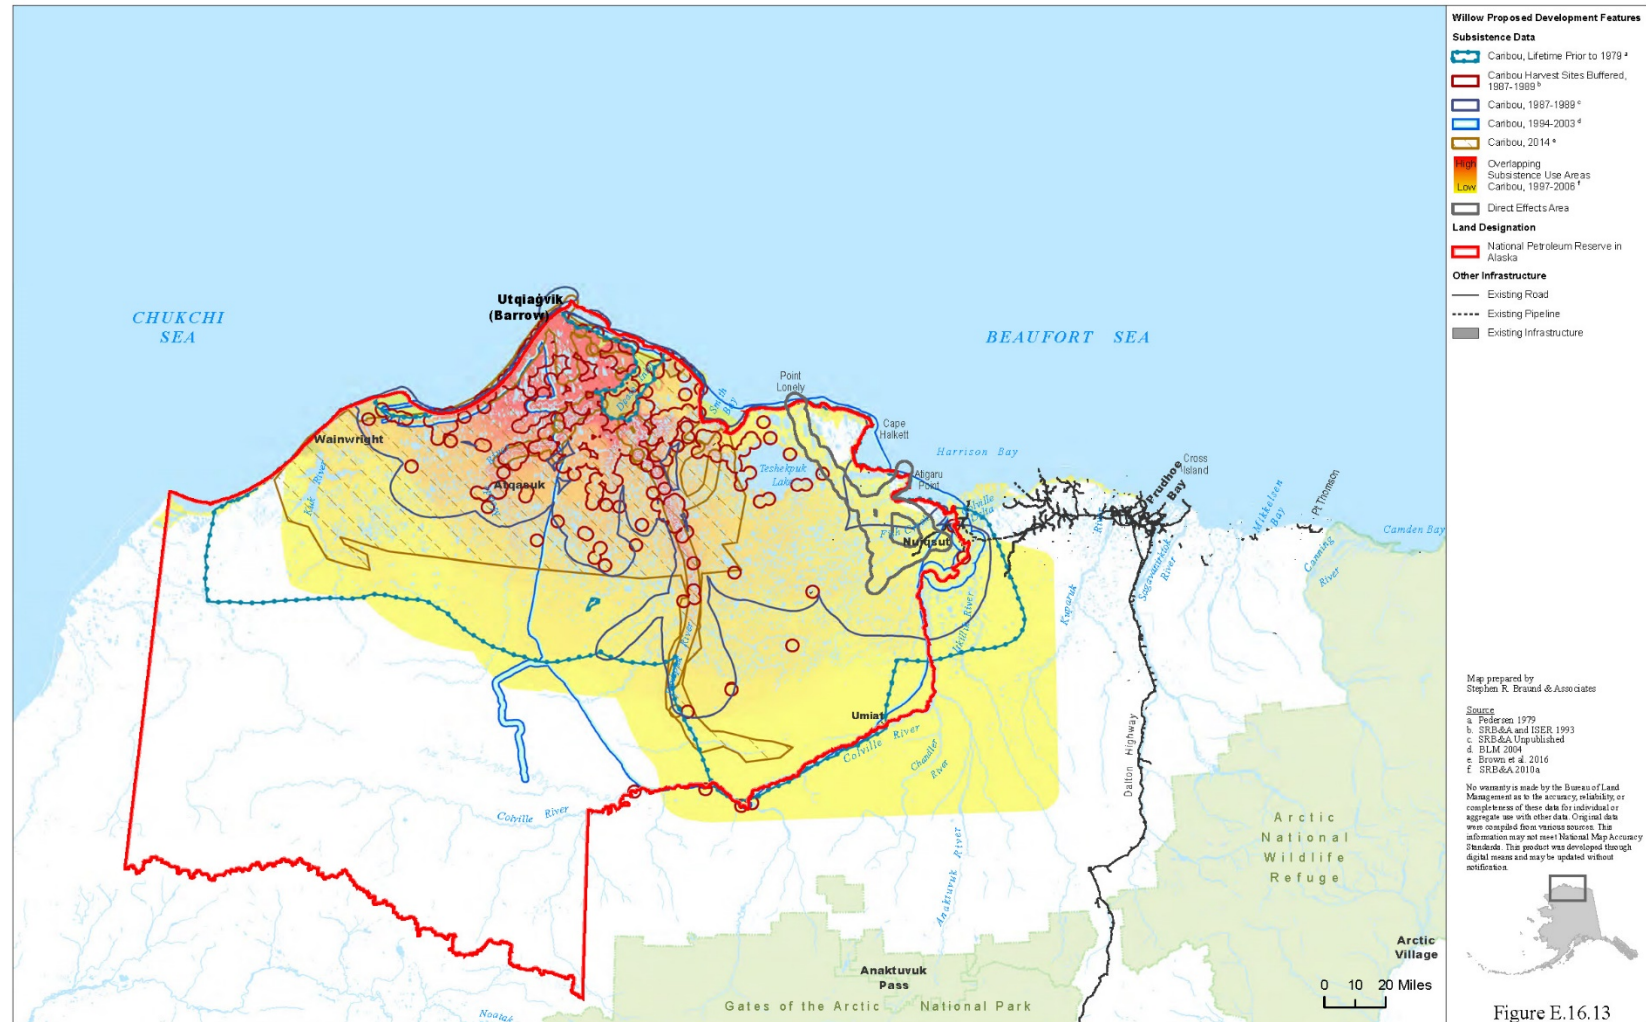 Willow Proposed Development Features
Subsistence Data
Caribou, Lifetime Prior to 1979 a
Caribou Harvest Sites Buffered,
1987-1989 b
Caribou, 1987-1989 c
Caribou, 1994-2003 d
Caribou, 2014 e
High
Overlapping
Subsistence Use Areas
Low
Caribou, 1997-2006 f
Direct Effects Area
Land Designation
National Petroleum Reserve in
Alaska
Other Infrastructure
Existing Road
Existing Pipeline
Existing Infrastructure
CHUKCHI
SEA
Utqiaġvik
(Barrow)
BEAUFORT SEA
Point
Lonely
Smith
Bay
Cape
Halkett
Wainwright
Harrison Bay
Cross
Island
Teshekpuk
Lake
Atigaru
Point
Atqasuk
Kuk River
Prudhoe
Bay
Mikkelsen
Bay
Pt Thomson
Camden Bay
Nuiqsut
Canning
River
Sagavanirktok
River
Kuparuk
River
Itkillik River
River
Umiat
Colville River
Chandler
River
Dalton Highway
Colville River
Anaktuvuk River
Arctic
National
Wildlife
Refuge
Arctic
Village
Anaktuvuk
Pass
Gates of the Arctic National Park
Noatak
0 10 20 Miles
Map prepared by
Stephen R. Braund & Associates
Source
a. Pedersen 1979
b. SRB&A and ISER 1993
c. SRB&A Unpublished
d. BLM 2004
e. Brown et al. 2016
f. SRB&A 2010a
No warranty is made by the Bureau of Land
Management as to the accuracy, reliability, or
completeness of these data for individual or
aggregate use with other data. Original data
were compiled from various sources. This
information may not meet National Map Accuracy
Standards. This product was developed through
digital means and may be updated without
notification.
Figure E.16.13